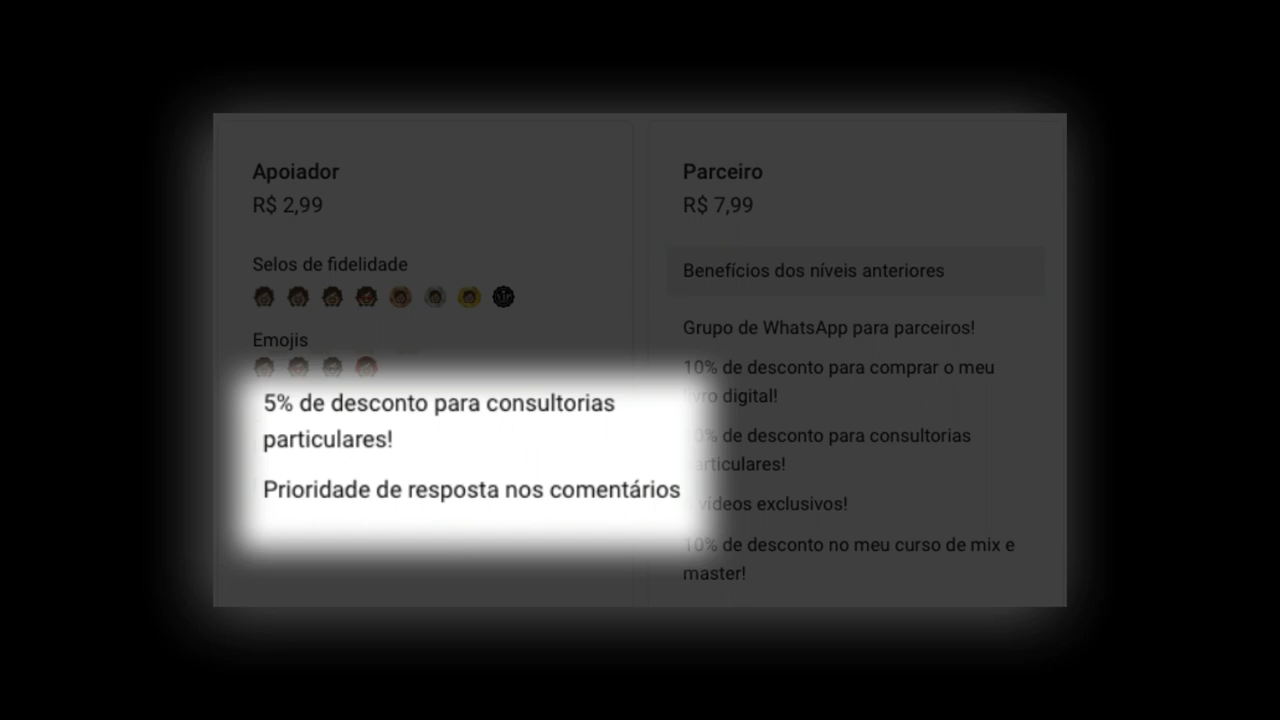 Apoiador
R$ 2,99
Selos de fidelidade
Emojis
5% de desconto para consultorias
particulares!
Prioridade de resposta nos comentários
Parceiro
R$ 7,99
Benefícios dos níveis anteriores
Grupo de WhatsApp para parceiros!
10% de desconto para comprar o meu
livro digital!
de desconto para consultorias
particulares!
vídeos exclusivos!
10% de desconto no meu curso de mix e
master!